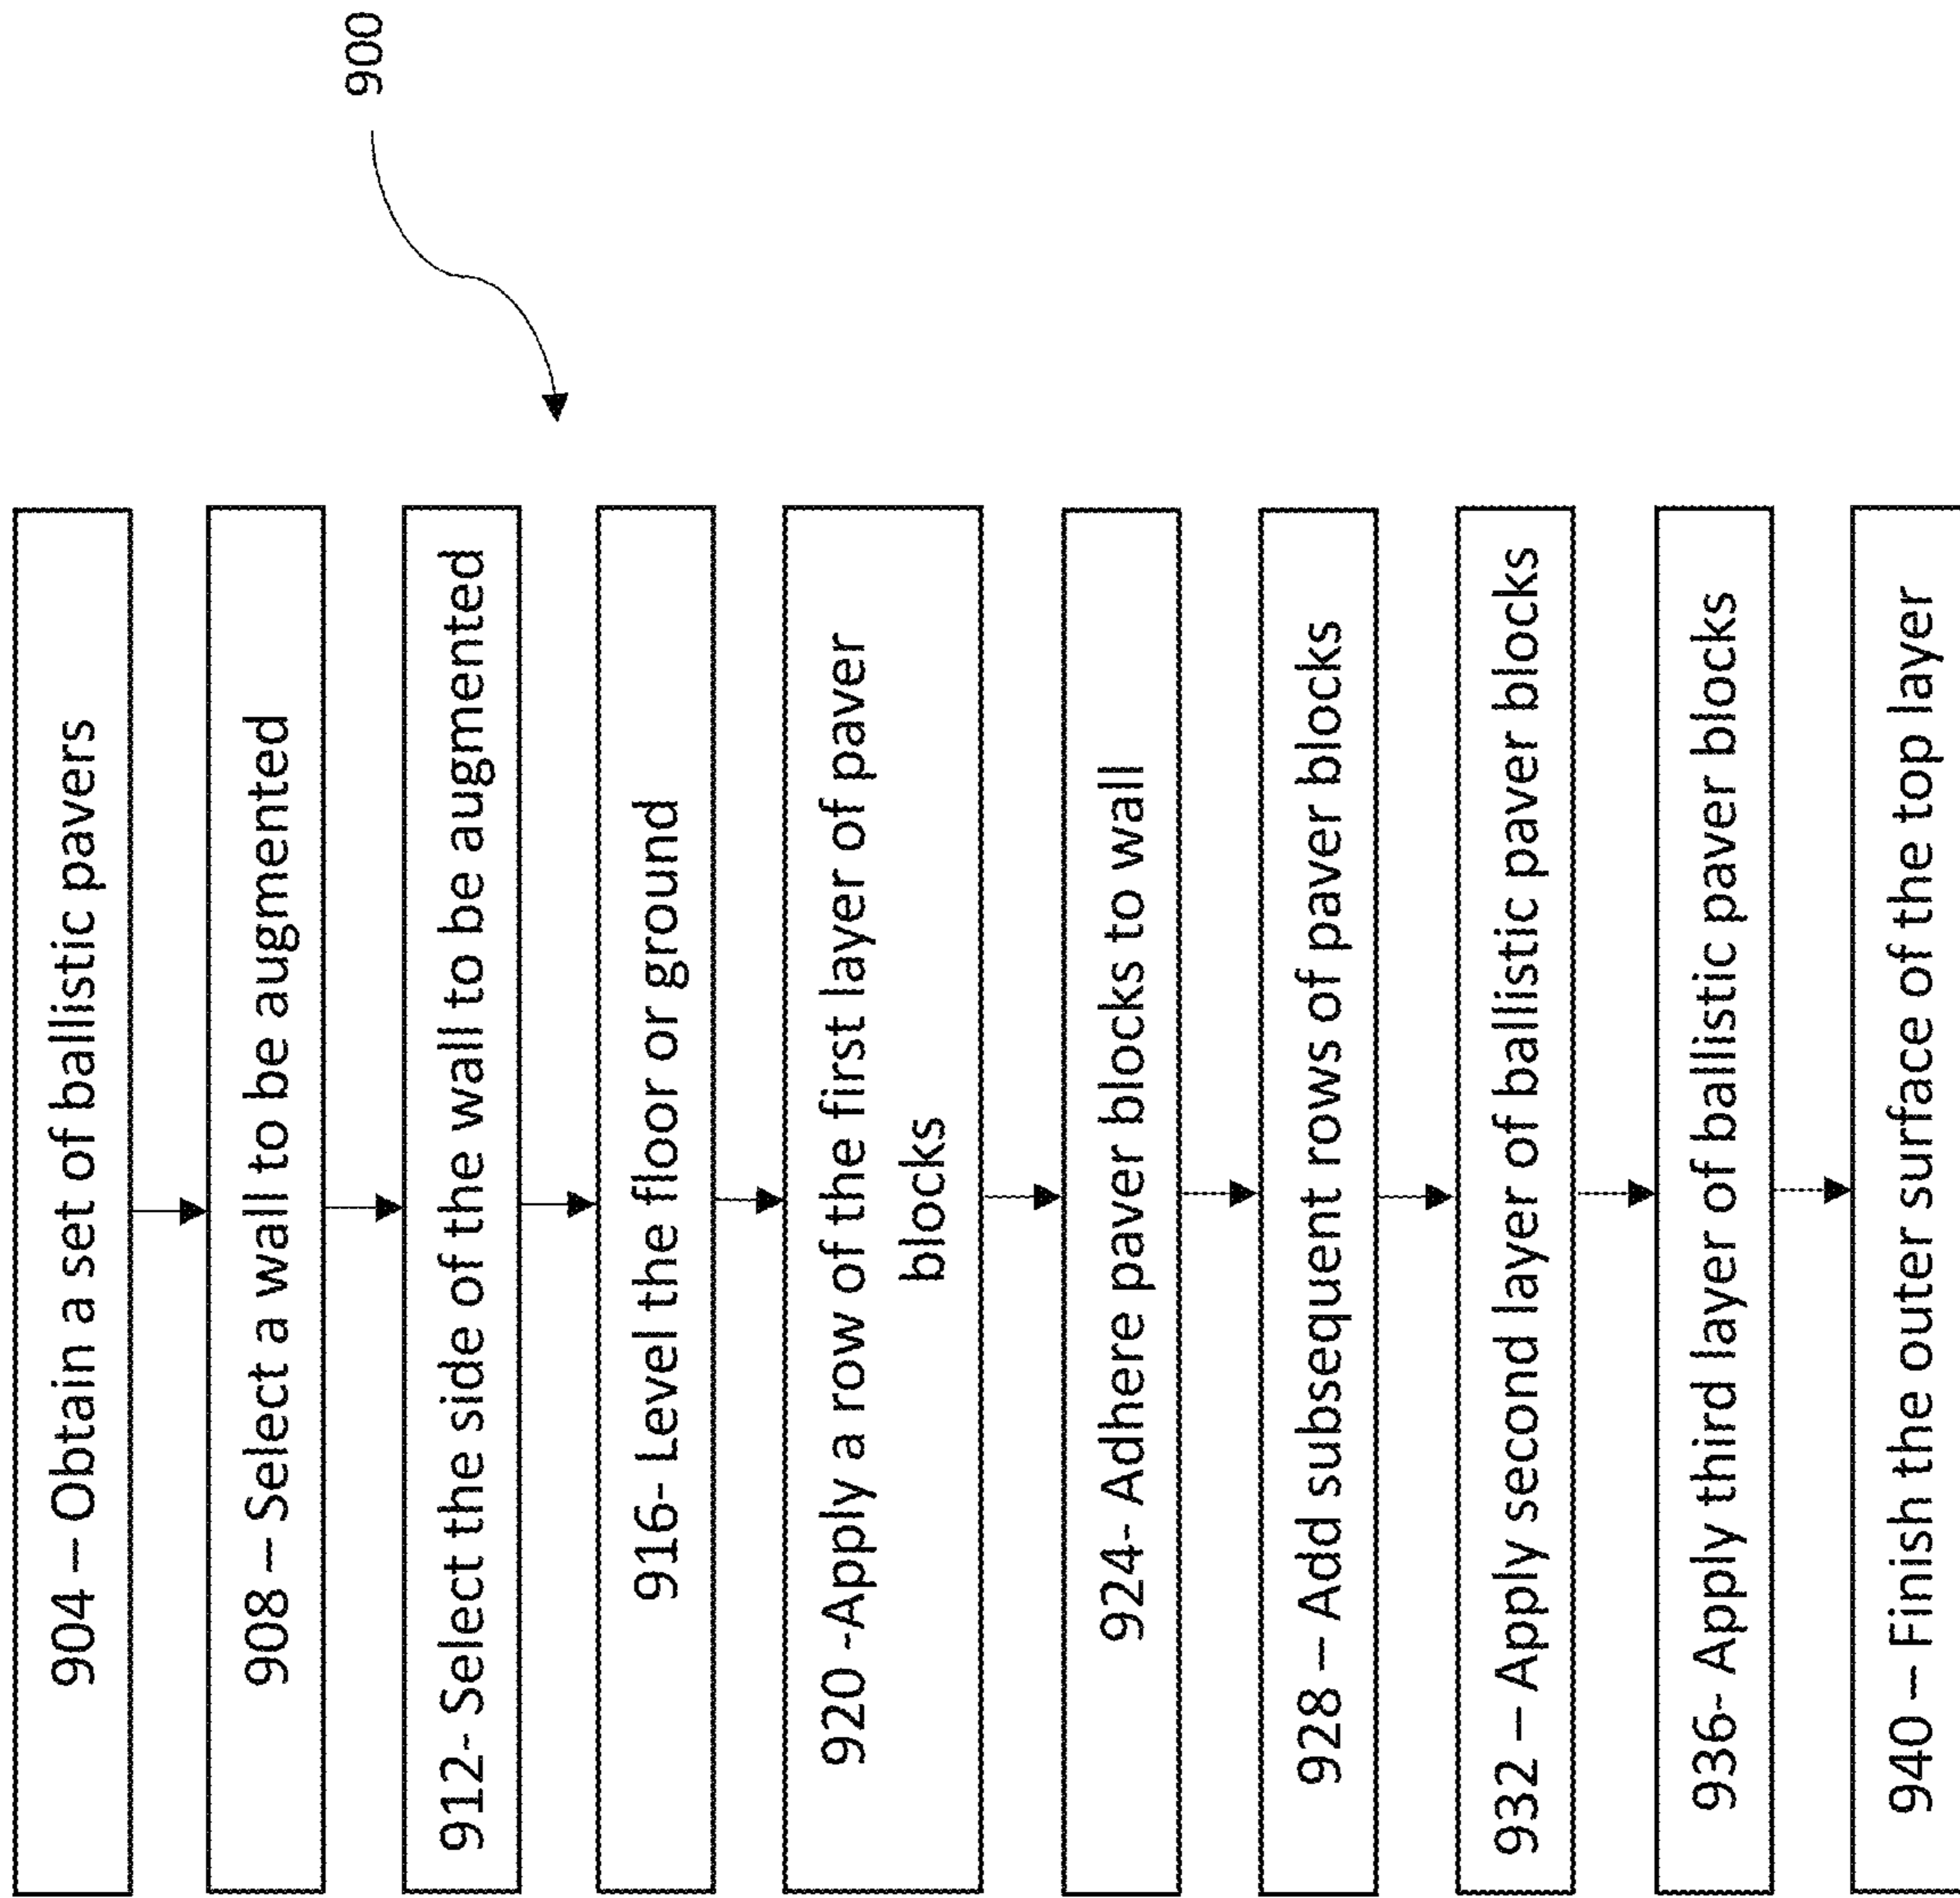 900
904 – Obtain a set of ballistic pavers
908 – Select a wall to be augmented
912- Select the side of the wall to be augmented
916- Level the floor or ground
920 -Apply a row of the first layer of paver
blocks
924- Adhere paver blocks to wall
928 – Add subsequent rows of paver blocks
932 – Apply second layer of ballistic paver blocks
936- Apply third layer of ballistic paver blocks
940 – Finish the outer surface of the top layer